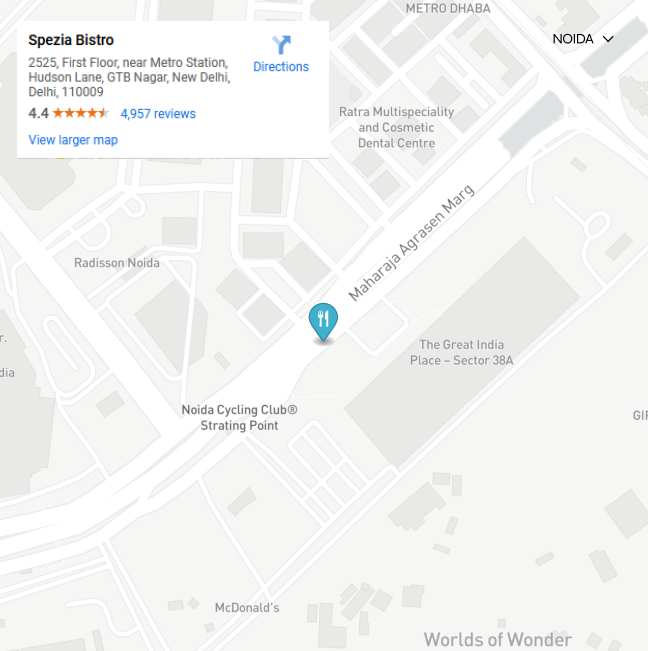 METRO DHABA
NOIDA
Spezia Bistro
2525, First Floor, near Metro Station,
Hudson Lane, GTB Nagar, New Delhi,
Delhi, 110009
Directions
4.4
4,957 reviews
View larger map
Ratra Multispeciality
and Cosmetic
Dental Centre
Maharaja Agrasen Marg
Radisson Noida
The Great India
Place – Sector 38A
r.
dia
Noida Cycling Club®
Strating Point
GIP
McDonald's
Worlds of Wonder